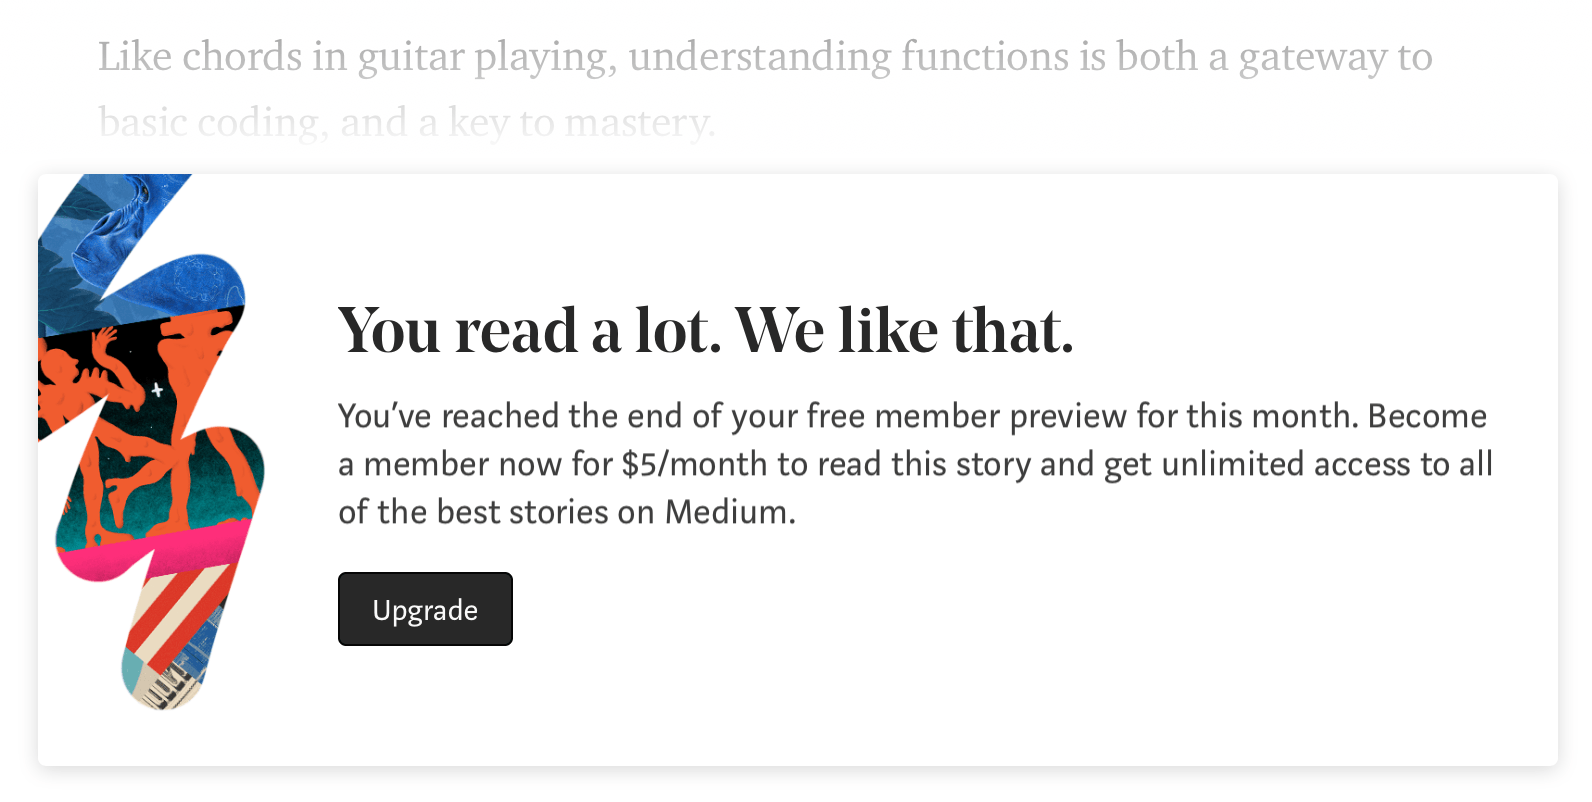 Like chords in guitar playing, understanding functions is both a gateway to
basic coding, and a key to mastery.
You read a lot. We like that.
You’ve reached the end of your free member preview for this month. Become
a member now for $5/month to read this story and get unlimited access to all
of the best stories on Medium.
Upgrade